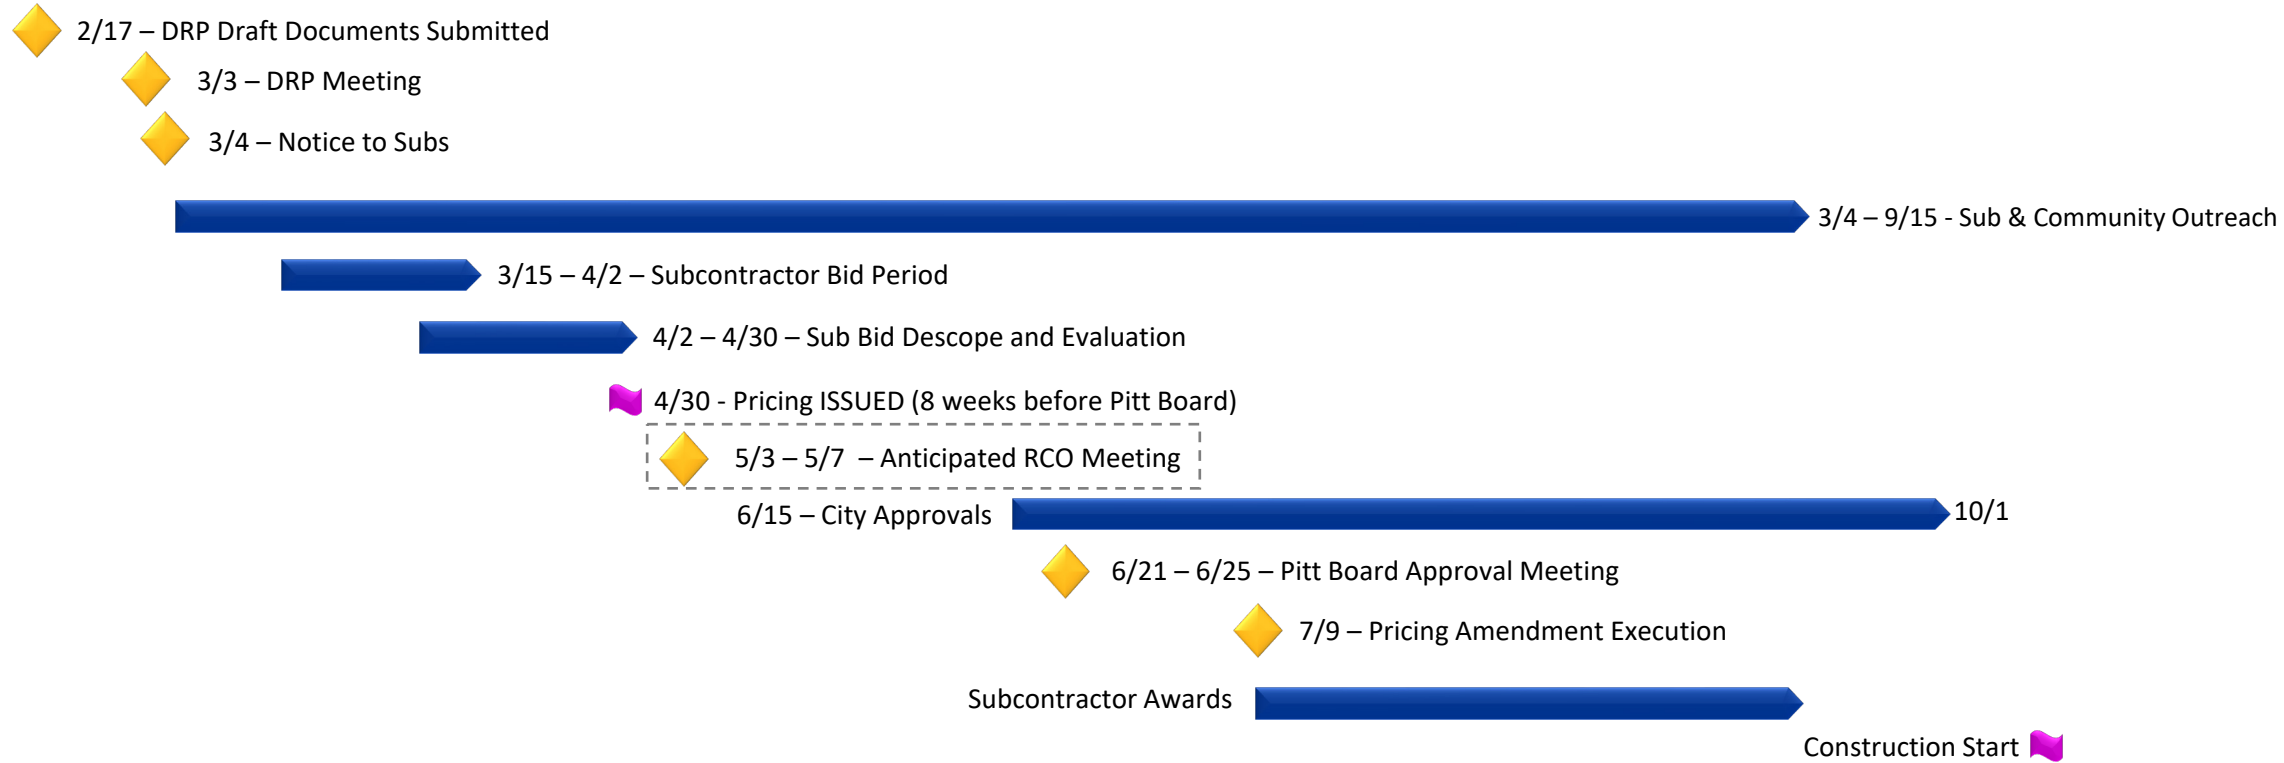 2/17 – DRP Draft Documents Submitted
3/3 – DRP Meeting
3/4 – Notice to Subs
3/4 – 9/15 - Sub & Community Outreach
3/15 – 4/2 – Subcontractor Bid Period
4/2 – 4/30 – Sub Bid Descope and Evaluation
4/30 - Pricing ISSUED (8 weeks before Pitt Board)
5/3 – 5/7 – Anticipated RCO Meeting
6/15 – City Approvals 10/1
6/21 – 6/25 – Pitt Board Approval Meeting
7/9 – Pricing Amendment Execution
Subcontractor Awards
Construction Start